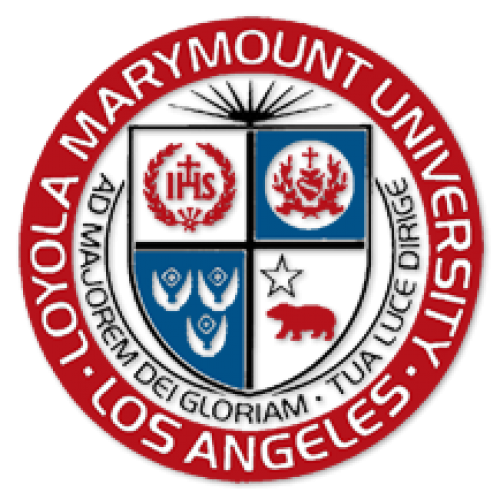 LOYOLA MARYMOUNT UNIVERSITY
· LOS ANGELES ·
AD MAJOREM DEI GLORIAM · TUA LUCE DIRIGE
IHS